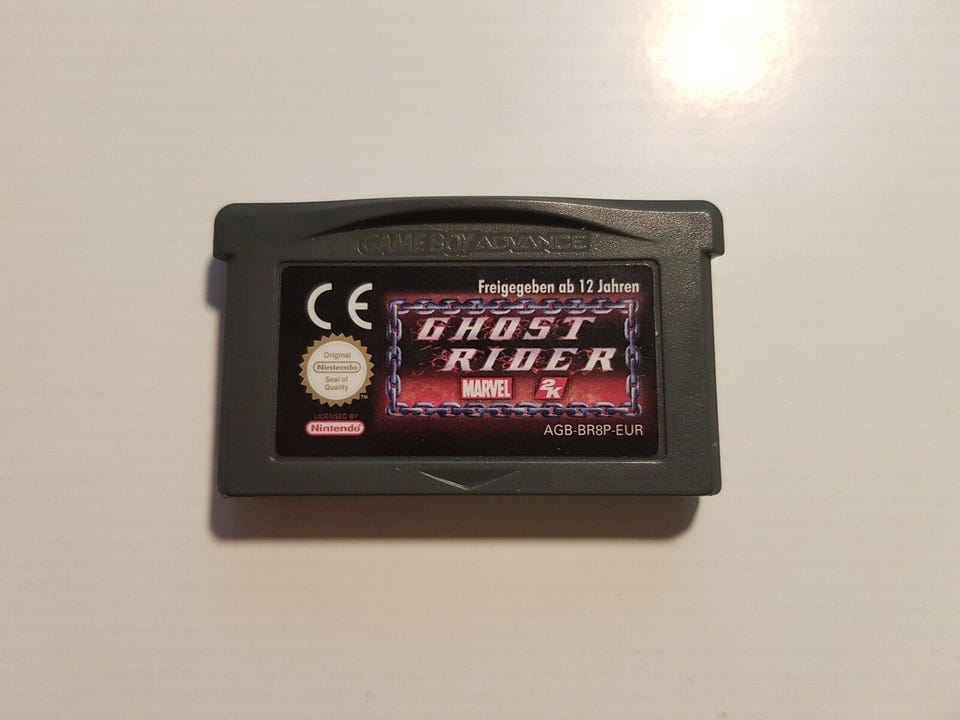 GAME BOY ADVANCE
Freigegeben ab 12 Jahren
CE
GHOST
RIDER
MARVEL 2K
Original
Nintendo
Seal of
Quality
TM
LICENSED BY
Nintendo
AGB-BR8P-EUR